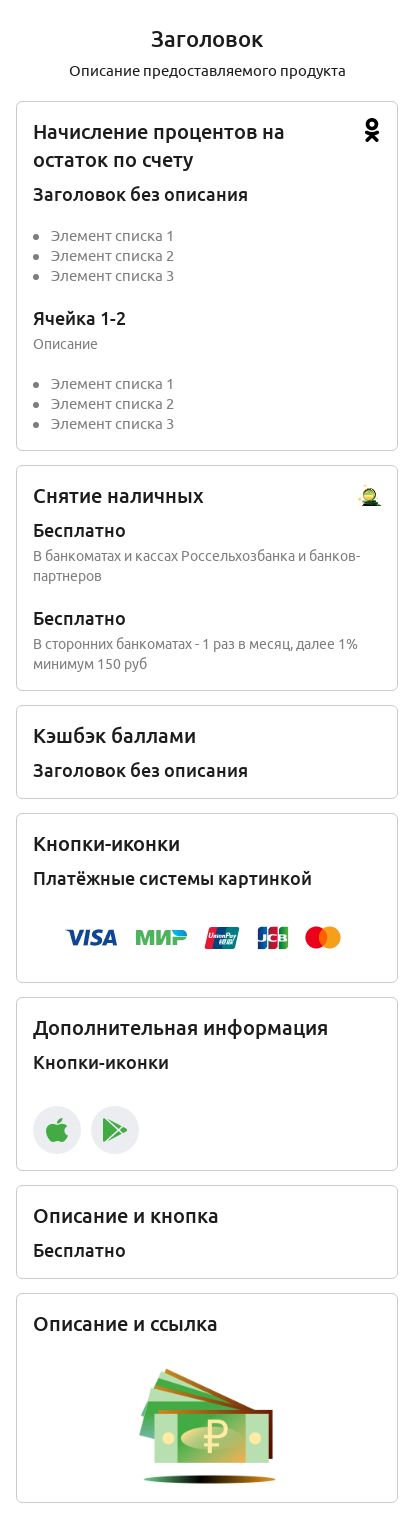 Заголовок
Описание предоставляемого продукта
Начисление процентов на
остаток по счету
Заголовок без описания
Элемент списка 1
Элемент списка 2
Элемент списка 3
Ячейка 1-2
Описание
Элемент списка 1
Элемент списка 2
Элемент списка 3
Снятие наличных
Бесплатно
В банкоматах и кассах Россельхозбанка и банков-
партнеров
Бесплатно
В сторонних банкоматах - 1 раз в месяц, далее 1%
минимум 150 руб
Кэшбэк баллами
Заголовок без описания
Кнопки-иконки
Платёжные системы картинкой
VISA МИР UnionPay 银联 JCB
Дополнительная информация
Кнопки-иконки
Описание и кнопка
Бесплатно
Описание и ссылка
₽